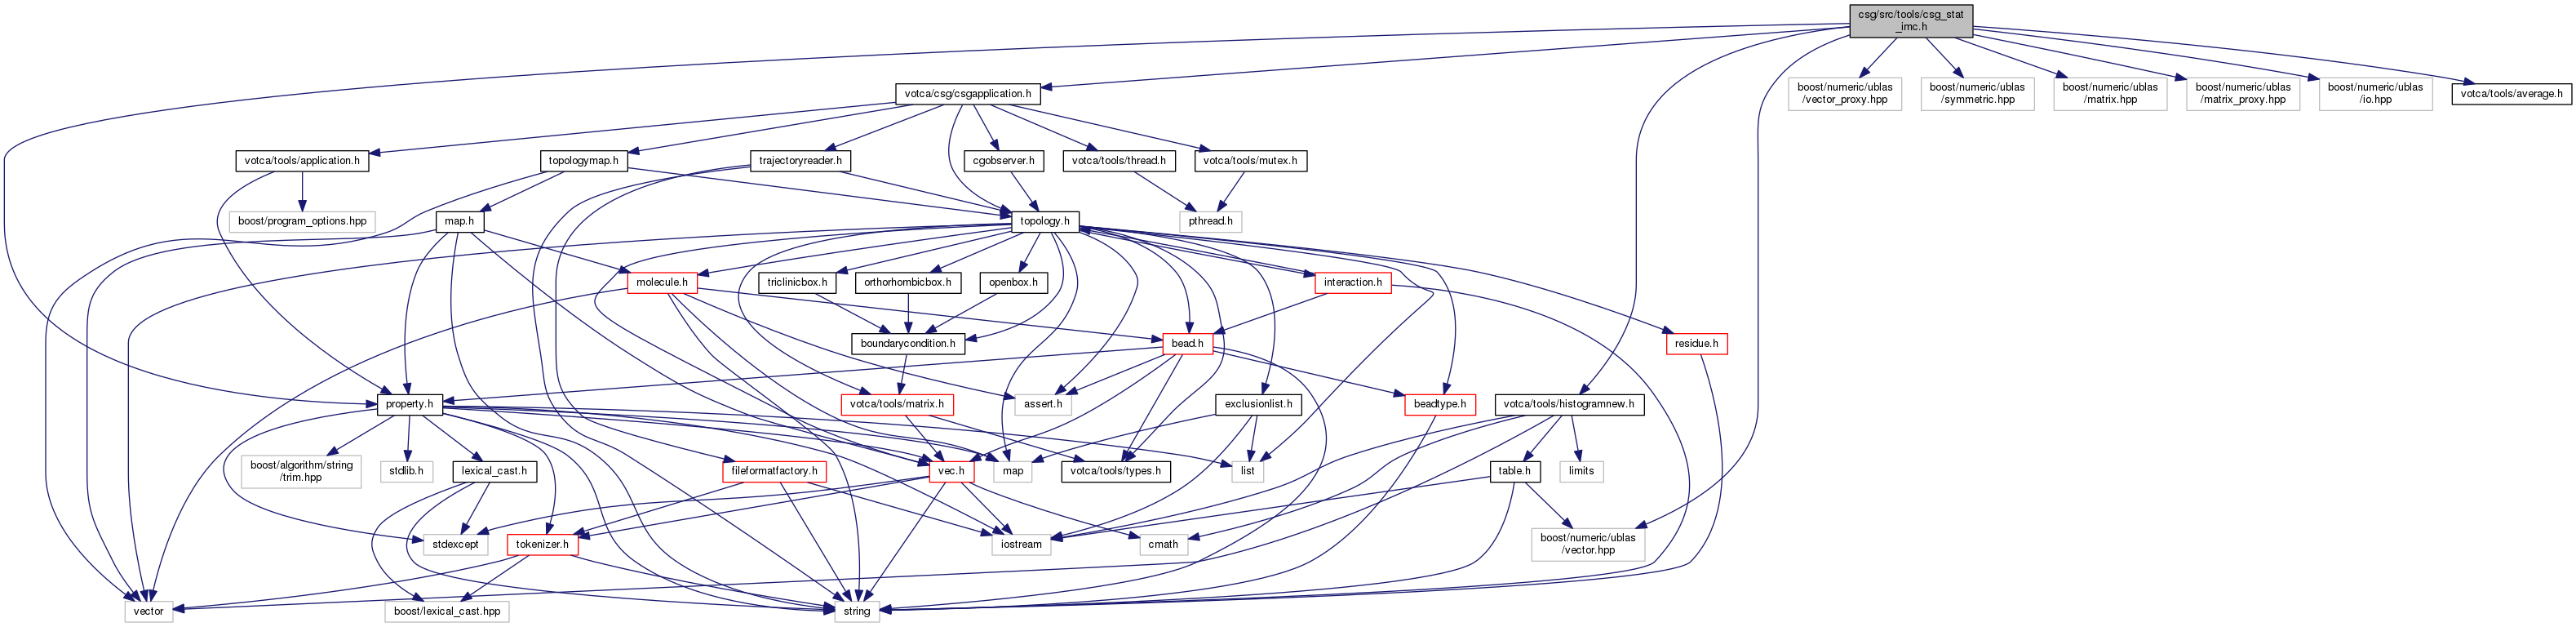 csg/src/tools/csg_stat
_imc.h
votca/csg/csgapplication.h
boost/numeric/ublas
/vector_proxy.hpp
boost/numeric/ublas
/symmetric.hpp
boost/numeric/ublas
/matrix.hpp
boost/numeric/ublas
/matrix_proxy.hpp
boost/numeric/ublas
/io.hpp
votca/tools/average.h
votca/tools/application.h
topologymap.h
trajectoryreader.h
cgobserver.h
votca/tools/thread.h
votca/tools/mutex.h
boost/program_options.hpp
map.h
topology.h
pthread.h
molecule.h
triclinicbox.h
orthorhombicbox.h
openbox.h
interaction.h
boundarycondition.h
bead.h
residue.h
property.h
votca/tools/matrix.h
assert.h
exclusionlist.h
beadtype.h
votca/tools/histogramnew.h
boost/algorithm/string
/trim.hpp
stdlib.h
lexical_cast.h
fileformatfactory.h
vec.h
map
votca/tools/types.h
list
table.h
limits
stdexcept
tokenizer.h
iostream
cmath
boost/numeric/ublas
/vector.hpp
vector
boost/lexical_cast.hpp
string